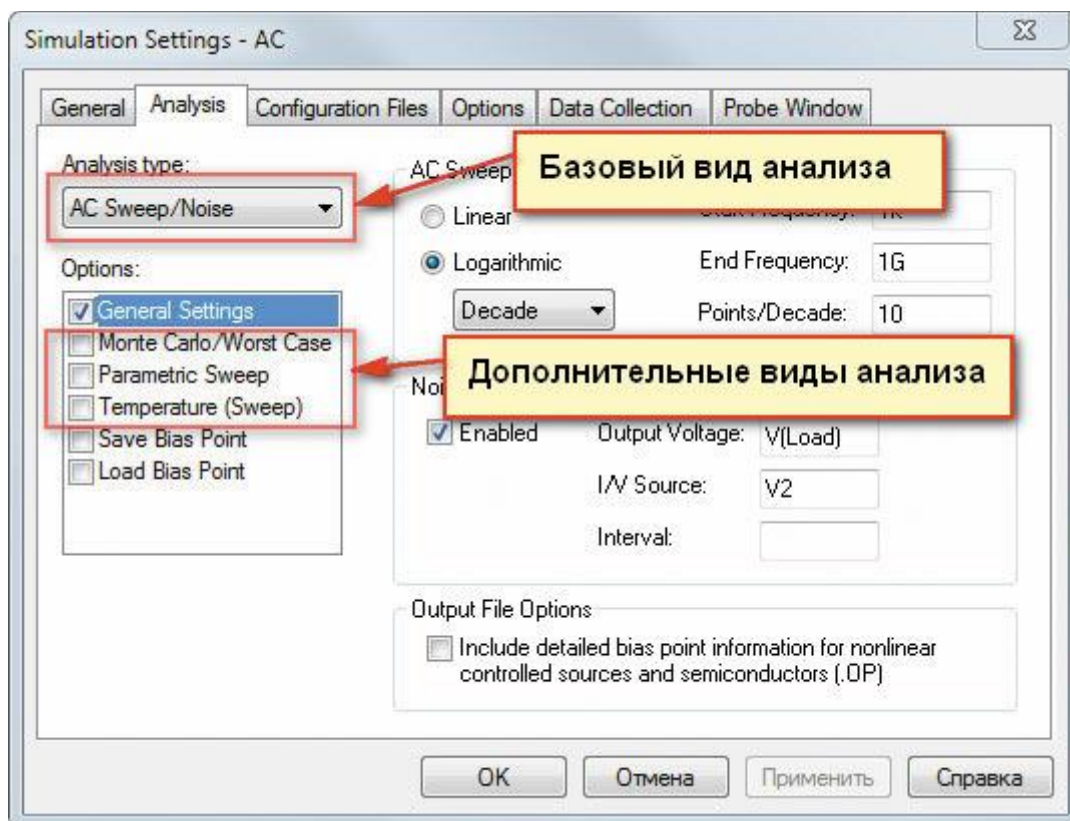 Simulation Settings - AC
General Analysis Configuration Files Options Data Collection Probe Window
Analysis type:
AC Sweep/Noise
Options:
General Settings
Monte Carlo/Worst Case
Parametric Sweep
Temperature (Sweep)
Save Bias Point
Load Bias Point
AC Sweep
Базовый вид анализа
Linear
Logarithmic
End Frequency: 1G
Decade
Points/Decade: 10
Дополнительные виды анализа
Enabled
Output Voltage: V(Load)
I/V Source: V2
Interval:
Output File Options
Include detailed bias point information for nonlinear
controlled sources and semiconductors (.OP)
OK Отмена Применить Справка